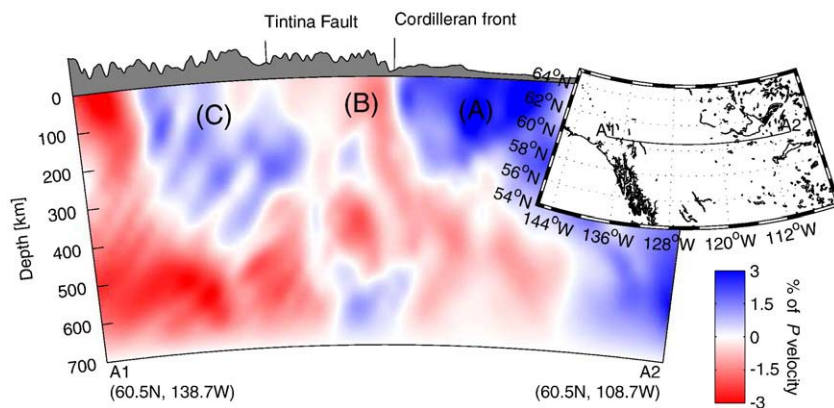 Tintina Fault
Cordilleran front
0
100
200
300
400
500
600
700
Depth [km]
(C)
(B)
(A)
A1
(60.5N, 138.7W)
A2
(60.5N, 108.7W)
64°N
62°N
60°N
58°N
56°N
54°N
144°W
136°W
128°W
120°W
112°W
A1
A2
3
1.5
0
-1.5
-3
% of P velocity